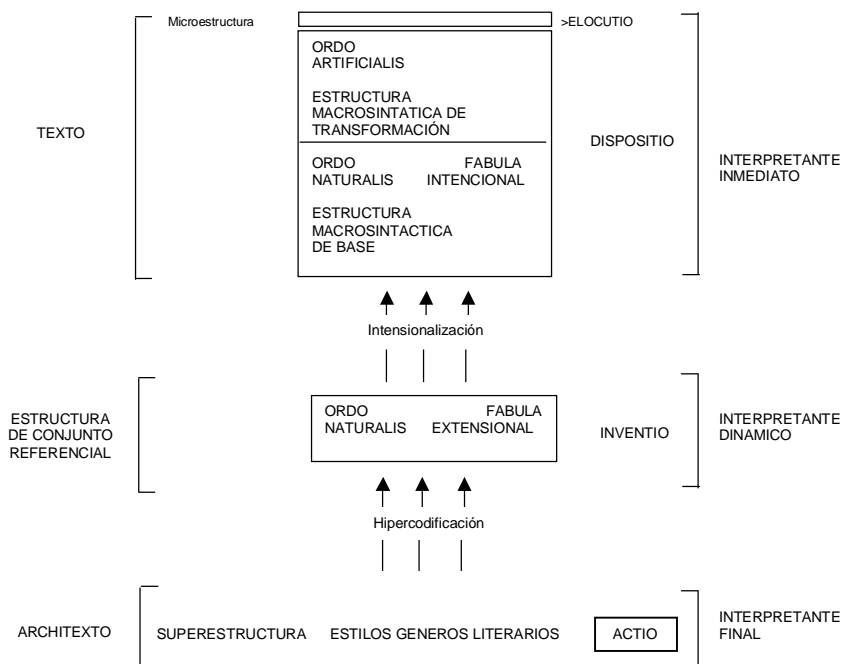 Microestructura
>ELOCUTIO
ORDO
ARTIFICIALIS
ESTRUCTURA
MACROSINTATICA DE
TRANSFORMACIÓN
TEXTO
DISPOSITIO
INTERPRETANTE
INMEDIATO
ORDO FABULA
NATURALIS INTENCIONAL
ESTRUCTURA
MACROSINTACTICA
DE BASE
Intensionalización
ESTRUCTURA
DE CONJUNTO
REFERENCIAL
ORDO FABULA
NATURALIS EXTENSIONAL
INVENTIO
INTERPRETANTE
DINAMICO
Hipercodificación
ARCHITEXTO
SUPERESTRUCTURA ESTILOS GENEROS LITERARIOS
ACTIO
INTERPRETANTE
FINAL